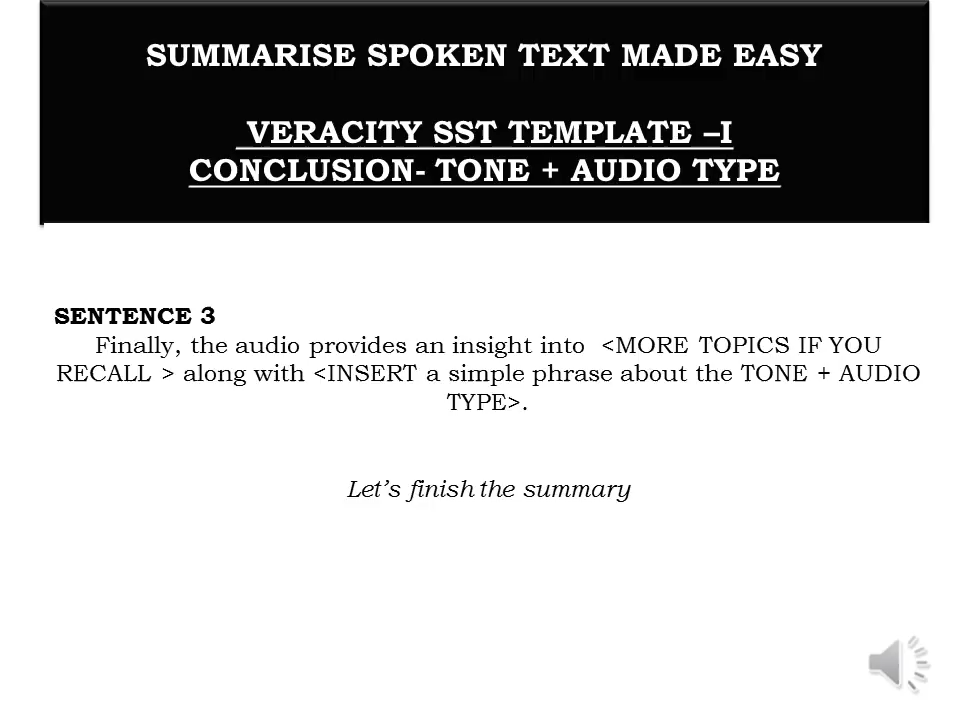 SUMMARISE SPOKEN TEXT MADE EASY
VERACITY SST TEMPLATE –I
CONCLUSION- TONE + AUDIO TYPE
SENTENCE 3
Finally, the audio provides an insight into <MORE TOPICS IF YOU
RECALL > along with <INSERT a simple phrase about the TONE + AUDIO
TYPE>.
Let’s finish the summary